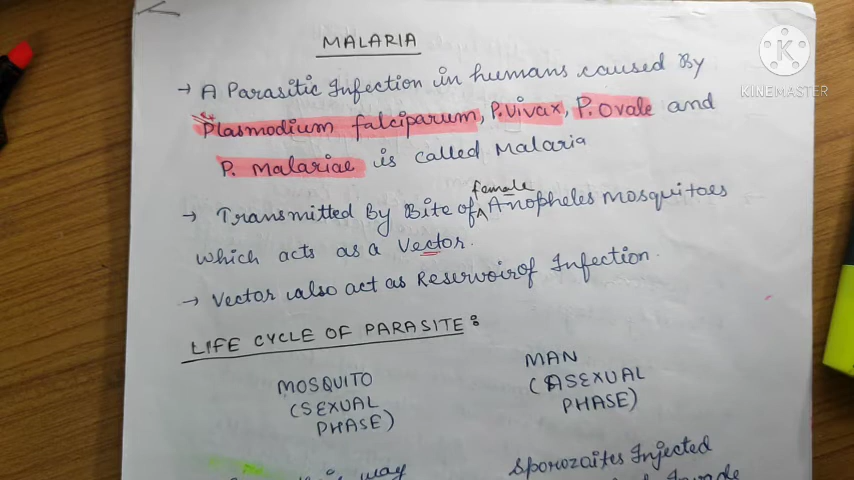 MALARIA
→ A Parasitic Infection in humans caused By
Plasmodium falciparum, P. Vivax, P. Ovale and
P. Malariae is called Malaria
female
→ Transmitted By Bite of ^ Anopheles mosquitoes
which acts as a Vector.
→ Vector also act as Reservoir of Infection.
LIFE CYCLE OF PARASITE:
MOSQUITO
(SEXUAL
PHASE)
MAN
(ASEXUAL
PHASE)
way
Sporozoites Injected
K
KINEMASTER